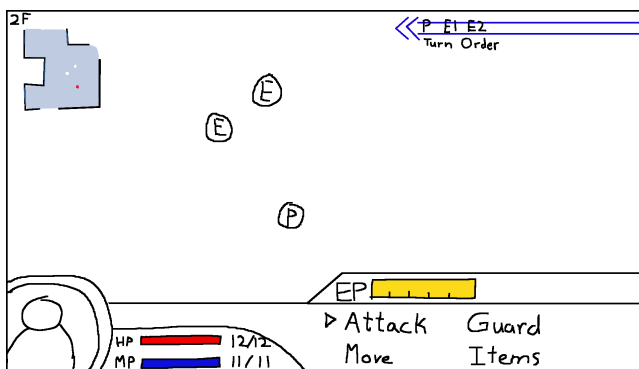 2F
P E1 E2
Turn Order
E
E
P
EP
Attack Guard
Move Items
HP 12/12
MP 11/11